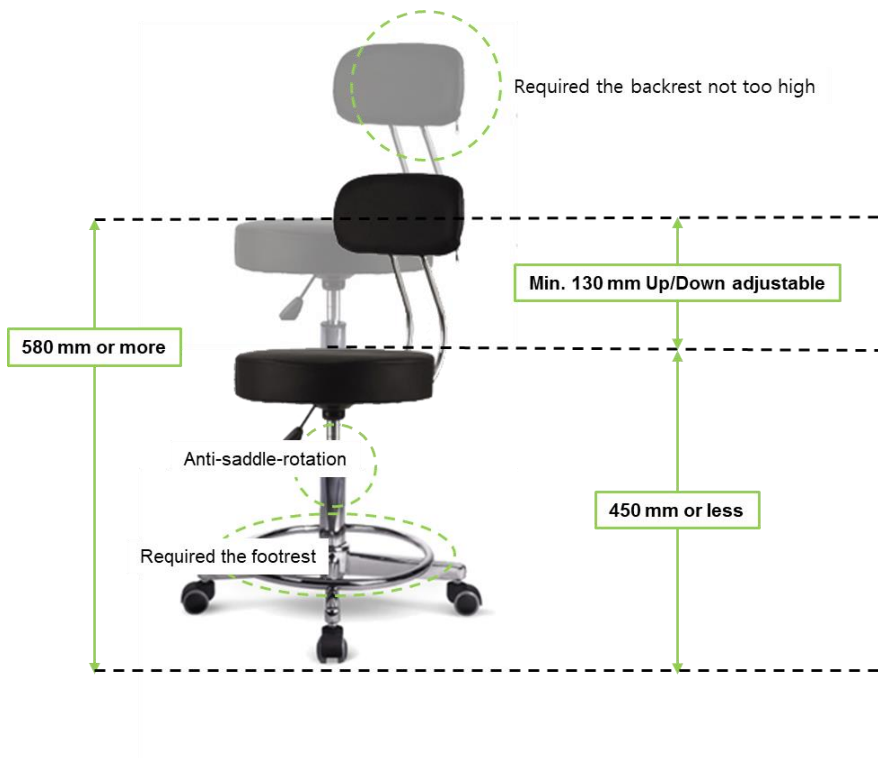 Required the backrest not too high
Min. 130 mm Up/Down adjustable
580 mm or more
Anti-saddle-rotation
450 mm or less
Required the footrest